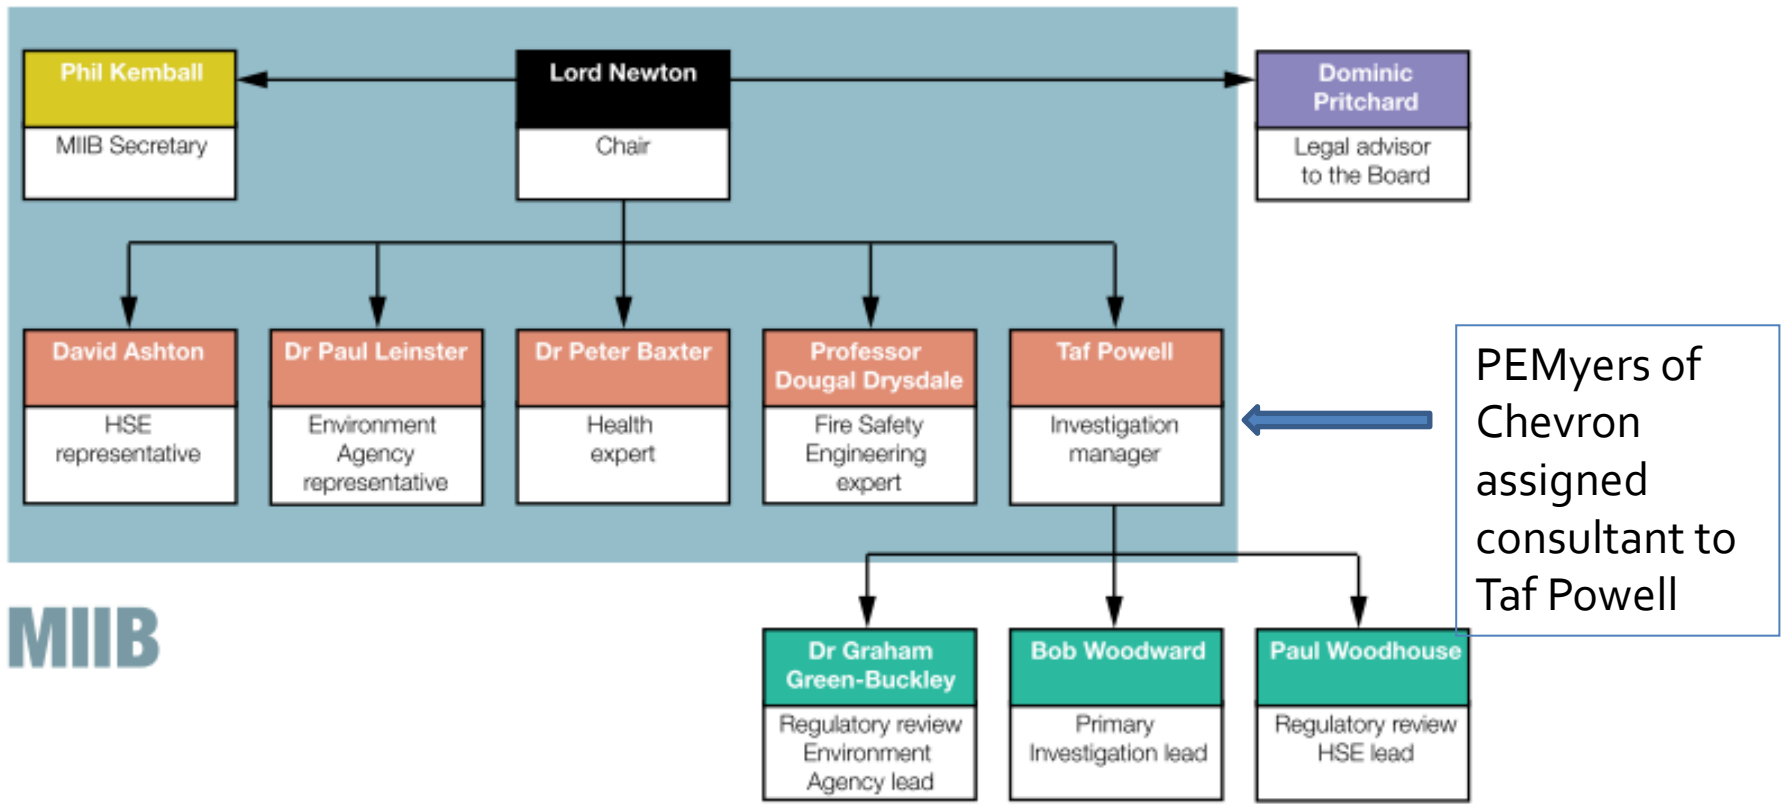 Phil Kemball
MIIB Secretary
Lord Newton
Chair
Dominic
Pritchard
Legal advisor
to the Board
David Ashton
HSE
representative
Dr Paul Leinster
Environment
Agency
representative
Dr Peter Baxter
Health
expert
Professor
Dougal Drysdale
Fire Safety
Engineering
expert
Taf Powell
Investigation
manager
PEMyers of
Chevron
assigned
consultant to
Taf Powell
MIIB
Dr Graham
Green-Buckley
Regulatory review
Environment
Agency lead
Bob Woodward
Primary
Investigation lead
Paul Woodhouse
Regulatory review
HSE lead